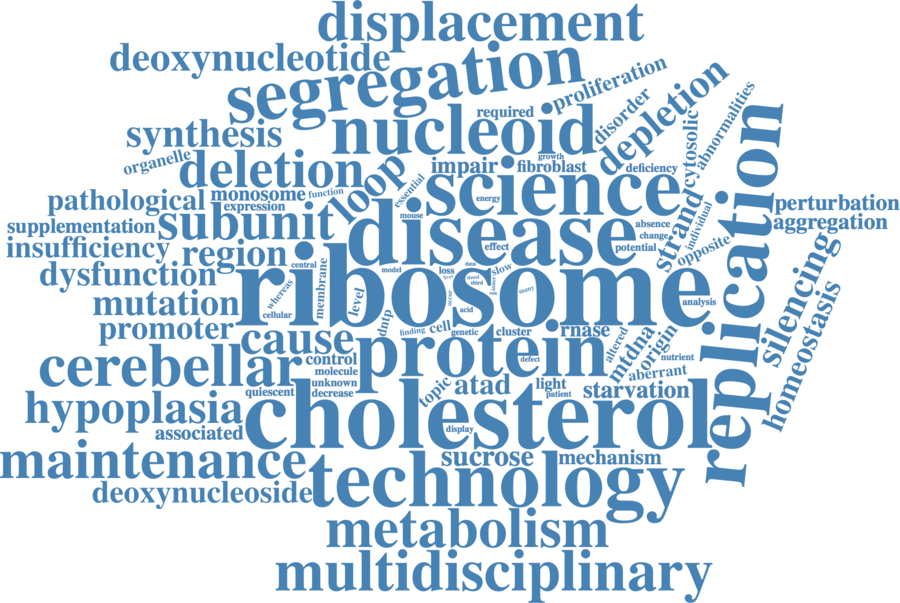 displacement
deoxynucleotide
segregation
proliferation
depletion
required
disorder
cytosolic
abnormalities
synthesis
nucleoid
organelle
deletion
loop
growth
impair
fibroblast
deficiency
essential
science
energy
replication
pathological
monosome
function
expression
supplementation
subunit
mouse
disease
strand
individual
absence
change
potential
opposite
perturbation
aggregation
insufficiency
region
effect
central
dysfunction
ribosome
membrane
model
loss
data
slow
whereas
level
third
many
acid
analysis
silencing
homeostasis
mutation
cellular
promoter
dntp
finding
cell
genetic
cluster
rnase
altered
mtdna
origin
cause
protein
defect
nutrient
aberrant
cerebellar
control
molecule
unknown
decrease
quiescent
topic
atad
light
patient
starvation
hypoplasia
cholesterol
associated
display
maintenance
sucrose
mechanism
deoxynucleoside
technology
metabolism
multidisciplinary